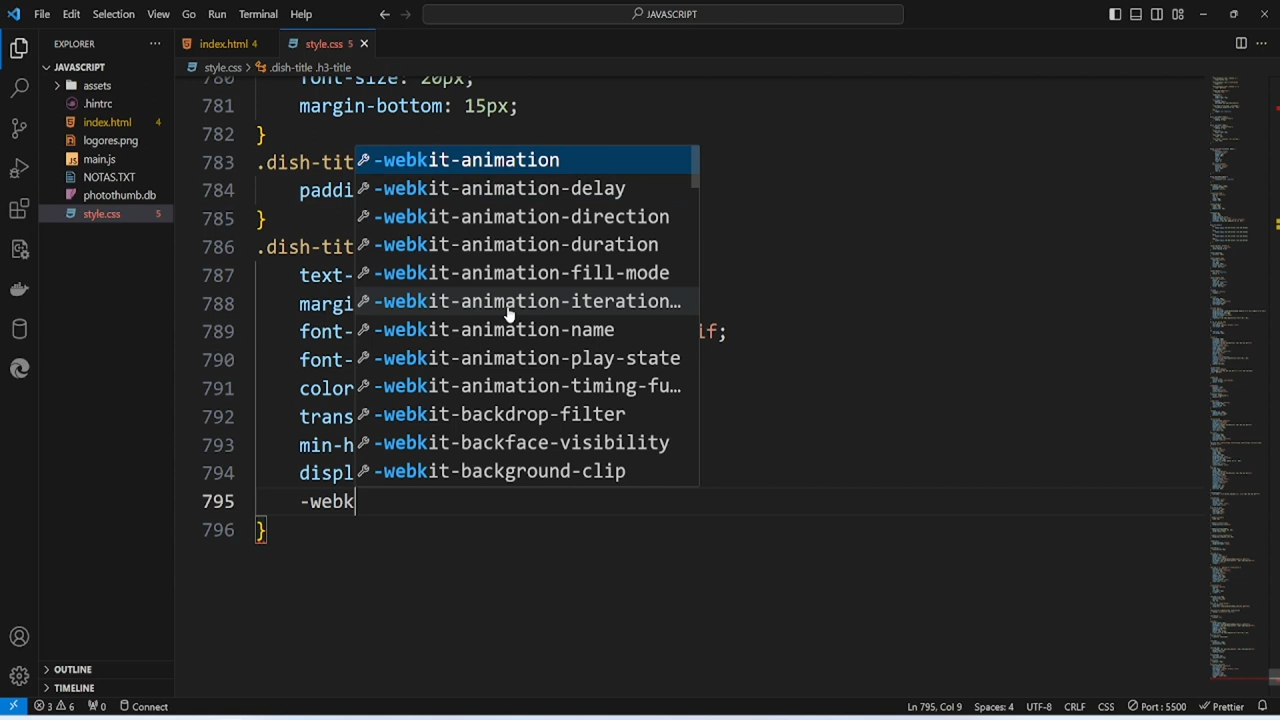 File Edit Selection View Go Run Terminal Help
JAVASCRIPT
EXPLORER
index.html 4
style.css 5
JAVASCRIPT
style.css > .dish-title .h3-title
assets
.hintrc
index.html 4
logores.png
main.js
NOTAS.TXT
photothumb.db
style.css 5
780 font-size: 20px;
781 margin-bottom: 15px
782 }
783 .dish-tit
784 paddi
785 }
786 .dish-tit
787 text-
788 margi
789 font- if;
790 font-
791 color
792 trans
793 min-h
794 displ
795 -webk
796 }
-webkit-animation
-webkit-animation-delay
-webkit-animation-direction
-webkit-animation-duration
-webkit-animation-fill-mode
-webkit-animation-iteration…
-webkit-animation-name
-webkit-animation-play-state
-webkit-animation-timing-fu…
-webkit-backdrop-filter
-webkit-backface-visibility
-webkit-background-clip
OUTLINE
TIMELINE
3 6 0 Connect
Ln 795, Col 9 Spaces: 4 UTF-8 CRLF CSS Port : 5500 Prettier